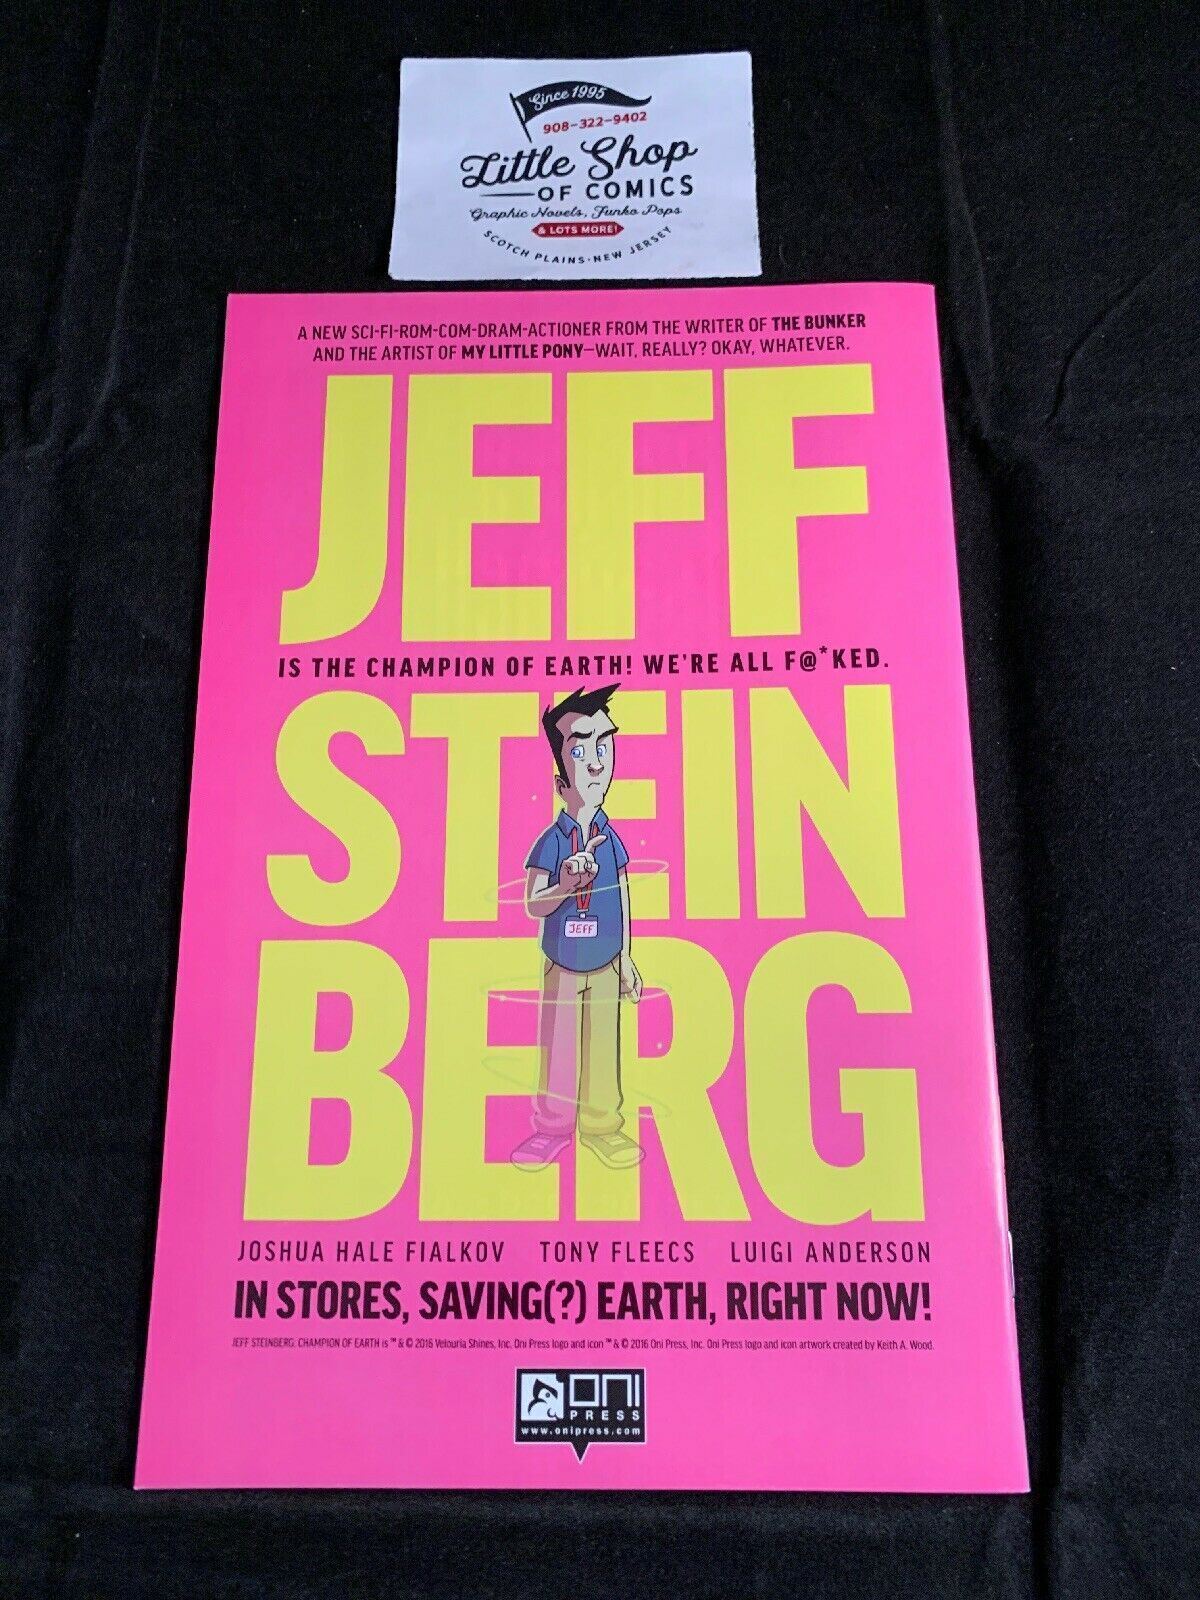 Since 1995
908-322-9402
Little Shop
OF COMICS
Graphic Novels, Funko Pops
& LOTS MORE!
SCOTCH PLAINS · NEW JERSEY
A NEW SCI-FI-ROM-COM-DRAM-ACTIONER FROM THE WRITER OF THE BUNKER
AND THE ARTIST OF MY LITTLE PONY—WAIT, REALLY? OKAY, WHATEVER.
JEFF
IS THE CHAMPION OF EARTH! WE'RE ALL F@*KED.
STEIN
JEFF
BERG
JOSHUA HALE FIALKOV TONY FLEECS LUIGI ANDERSON
IN STORES, SAVING(?) EARTH, RIGHT NOW!
JEFF STEINBERG: CHAMPION OF EARTH is ™ & © 2016 Velouria Shines, Inc. Oni Press logo and icon ™ & © 2016 Oni Press, Inc. Oni Press logo and icon artwork created by Keith A. Wood.
ONI
PRESS
www.onipress.com